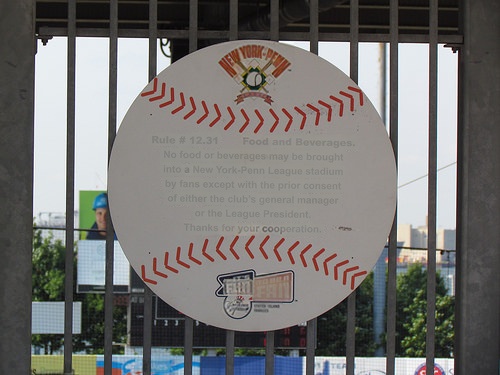 NEW YORK-PENN
LEAGUE
Rule # 12.31 Food and Beverages.
No food or beverages may be brought
into a New York-Penn League stadium
by fans except with the prior consent
of either the club's general manager
or the League President.
Thanks for your cooperation.